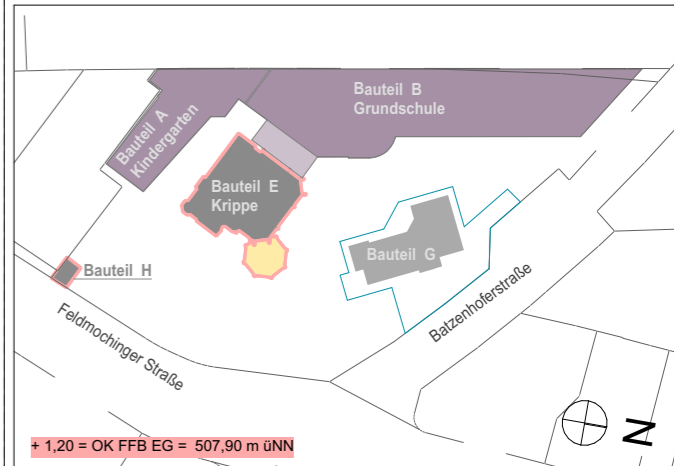 Bauteil B
Grundschule
Bauteil A
Kindergarten
Bauteil E
Krippe
Bauteil G
Bauteil H
Feldmochinger Straße
Batzenhoferstraße
N
+ 1,20 = OK FFB EG = 507,90 m üNN